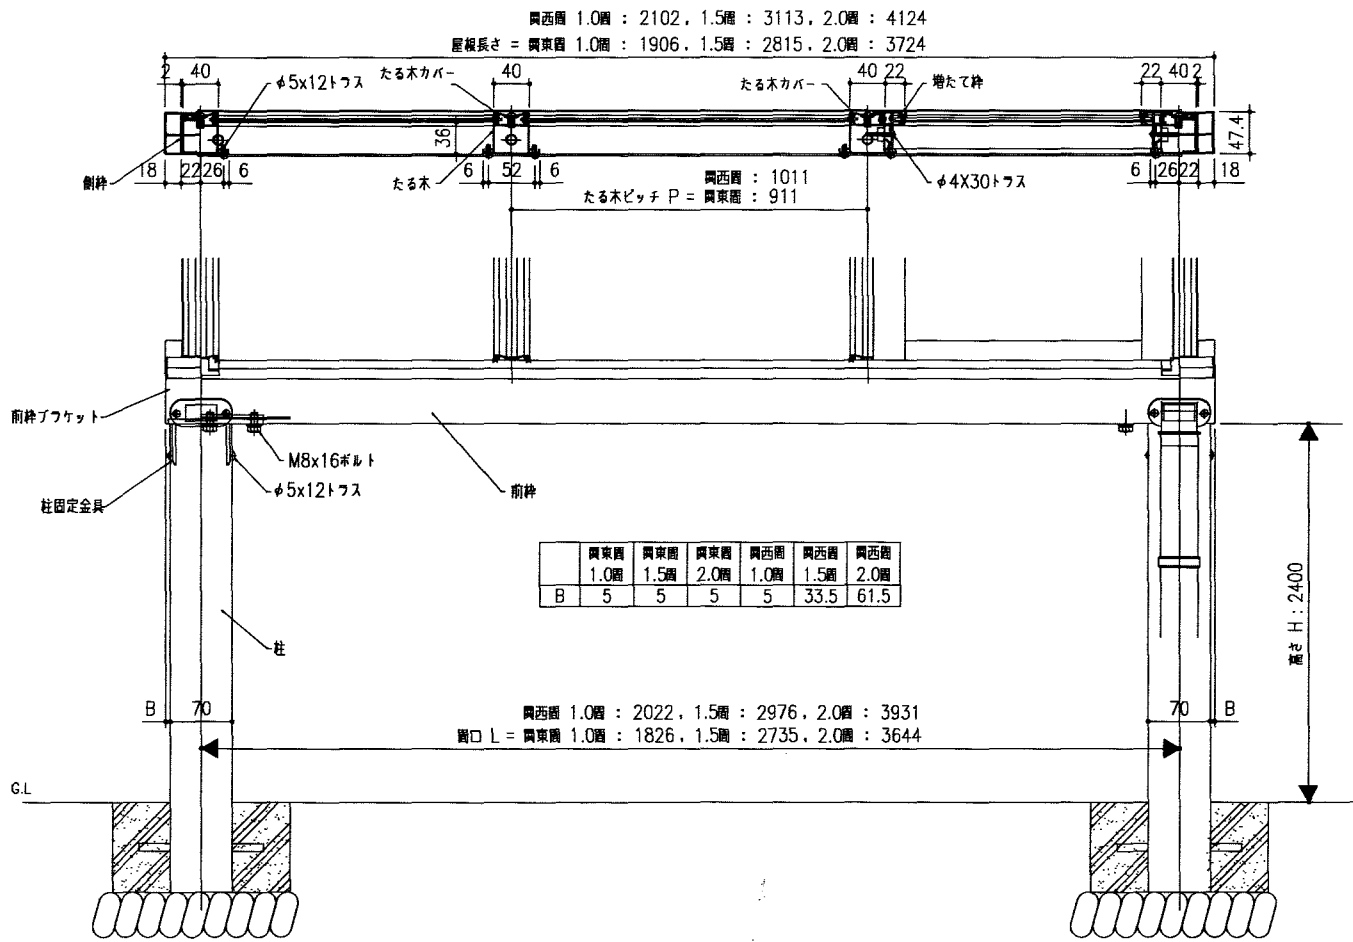 関西間 1.0間 : 2102 , 1.5間 : 3113 , 2.0間 : 4124
屋根長さ = 関東間 1.0間 : 1906 , 1.5間 : 2815 , 2.0間 : 3724
2 40 φ5x12トラス たる木カバー 40 たる木カバー 40 22 増たて枠 22 40 2
36 47.4
側枠 18 22 26 6 たる木 6 52 6 φ4X30トラス 6 26 22 18
関西間 : 1011
たる木ピッチ P = 関東間 : 911
前枠ブラケット
M8x16ボルト
φ5x12トラス 前枠
柱固定金具
関東間 関東間 関東間 関西間 関西間 関西間
1.0間 1.5間 2.0間 1.0間 1.5間 2.0間
B 5 5 5 5 33.5 61.5
高さ H : 2400
柱
B 70 70 B
関西間 1.0間 : 2022 , 1.5間 : 2976 , 2.0間 : 3931
間口 L = 関東間 1.0間 : 1826 , 1.5間 : 2735 , 2.0間 : 3644
G.L